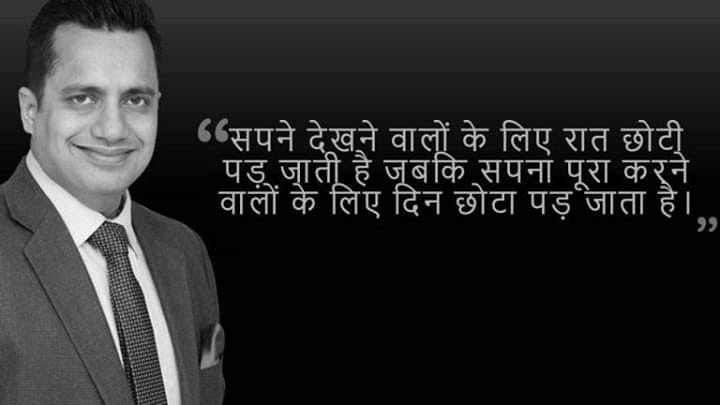 “सपने देखने वालों के लिए रात छोटी
पड़ जाती है जबकि सपना पूरा करने
वालों के लिए दिन छोटा पड़ जाता है।”